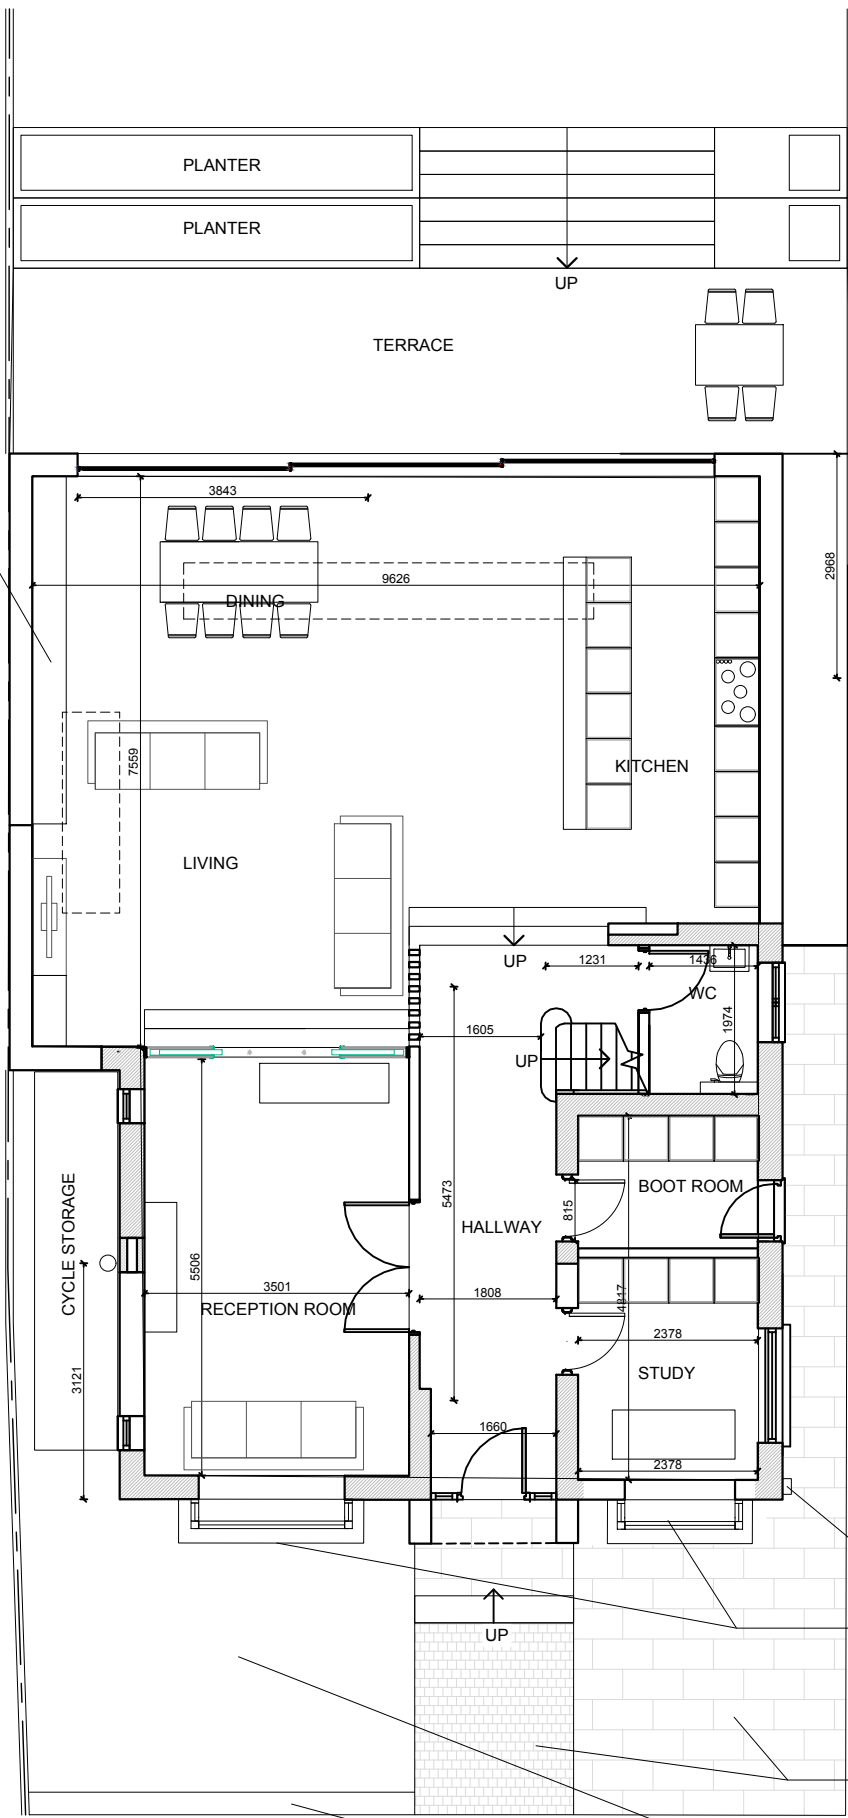 PLANTER
PLANTER
UP
TERRACE
3843
2968
9626
DINING
7559
KITCHEN
LIVING
UP
1231
1436
WC
1974
1605
UP
5473
815
BOOT ROOM
CYCLE STORAGE
HALLWAY
5506
3501
1808
4817
RECEPTION ROOM
2378
3121
STUDY
1660
2378
UP